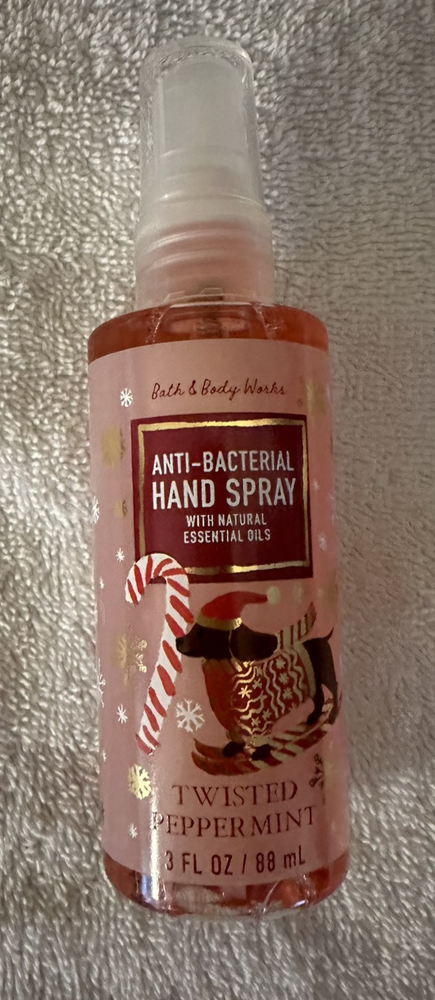 Bath & Body Works
ANTI-BACTERIAL
HAND SPRAY
WITH NATURAL
ESSENTIAL OILS
TWISTED
PEPPERMINT
3 FL OZ / 88 mL